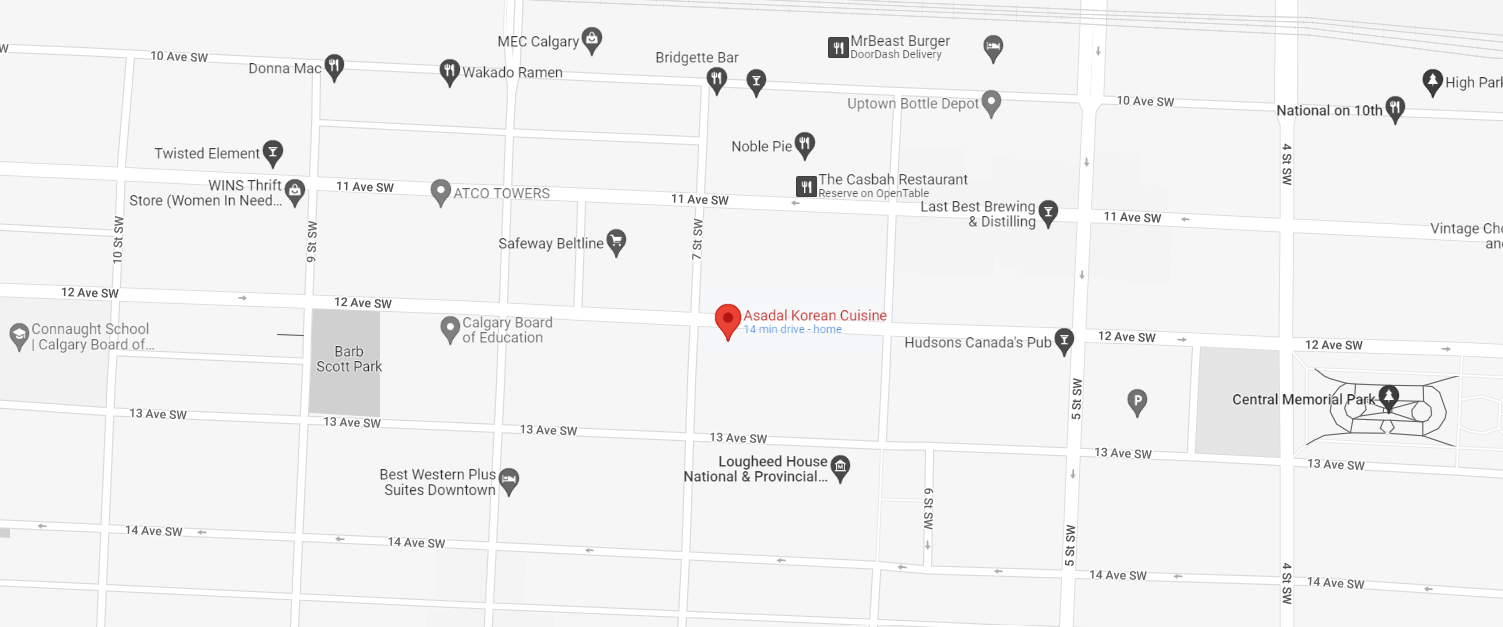 SW
10 Ave SW
Donna Mac
Wakado Ramen
MEC Calgary
Bridgette Bar
MrBeast Burger
DoorDash Delivery
Uptown Bottle Depot
10 Ave SW
National on 10th
High Park
Twisted Element
WINS Thrift
Store (Women In Need...
11 Ave SW
ATCO TOWERS
Noble Pie
The Casbah Restaurant
Reserve on OpenTable
11 Ave SW
Last Best Brewing
& Distilling
11 Ave SW
4 St SW
Vintage Cho
an
10 St SW
9 St SW
Safeway Beltline
7 St SW
12 Ave SW
12 Ave SW
Connaught School
| Calgary Board of...
Barb
Scott Park
Calgary Board
of Education
Asadal Korean Cuisine
14 min drive - home
Hudsons Canada's Pub
12 Ave SW
12 Ave SW
P
5 St SW
Central Memorial Park
13 Ave SW
13 Ave SW
13 Ave SW
13 Ave SW
13 Ave SW
13 Ave SW
Best Western Plus
Suites Downtown
Lougheed House
National & Provincial...
6 St SW
14 Ave SW
14 Ave SW
5 St SW
14 Ave SW
4 St SW
14 Ave SW